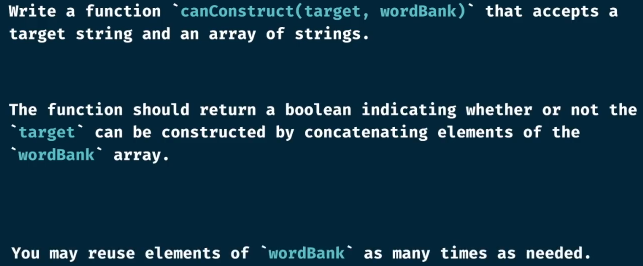 Write a function `canConstruct(target, wordBank)` that accepts a
target string and an array of strings.
The function should return a boolean indicating whether or not the
`target` can be constructed by concatenating elements of the
`wordBank` array.
You may reuse elements of `wordBank` as many times as needed.